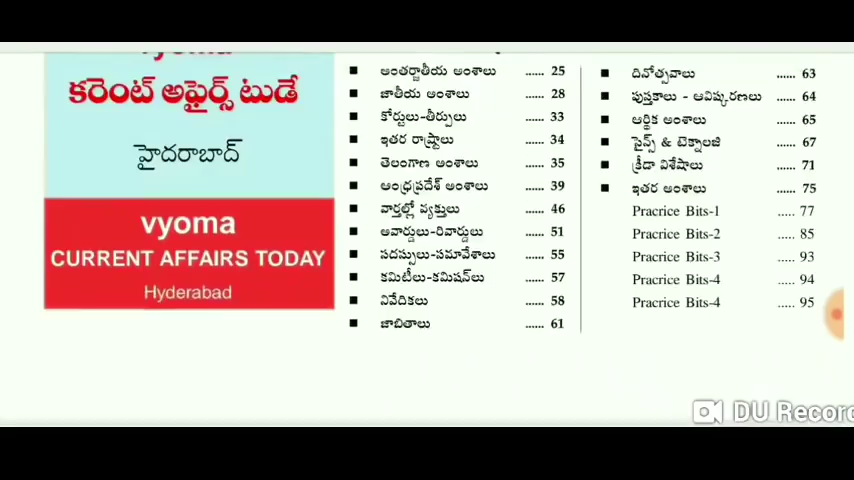 కరెంట్ అఫైర్స్ టుడే
హైదరాబాద్
vyoma
CURRENT AFFAIRS TODAY
Hyderabad
■ అంతర్జాతీయ అంశాలు ...... 25
■ జాతీయ అంశాలు ...... 28
■ కోర్టులు-తీర్పులు ...... 33
■ ఇతర రాష్ట్రాలు ...... 34
■ తెలంగాణ అంశాలు ...... 35
■ ఆంధ్రప్రదేశ్ అంశాలు ...... 39
■ వార్తల్లో వ్యక్తులు ...... 46
■ అవార్డులు-రివార్డులు ...... 51
■ సదస్సులు-సమావేశాలు ...... 55
■ కమిటీలు-కమిషన్‌లు ...... 57
■ నివేదికలు ...... 58
■ జాబితాలు ...... 61
■ దినోత్సవాలు ...... 63
■ పుస్తకాలు - ఆవిష్కరణలు ...... 64
■ ఆర్థిక అంశాలు ...... 65
■ సైన్స్ & టెక్నాలజి ...... 67
■ క్రీడా విశేషాలు ...... 71
■ ఇతర అంశాలు ...... 75
Pracrice Bits-1 ..... 77
Pracrice Bits-2 ..... 85
Pracrice Bits-3 ..... 93
Pracrice Bits-4 ..... 94
Pracrice Bits-4 ..... 95
DU Recor